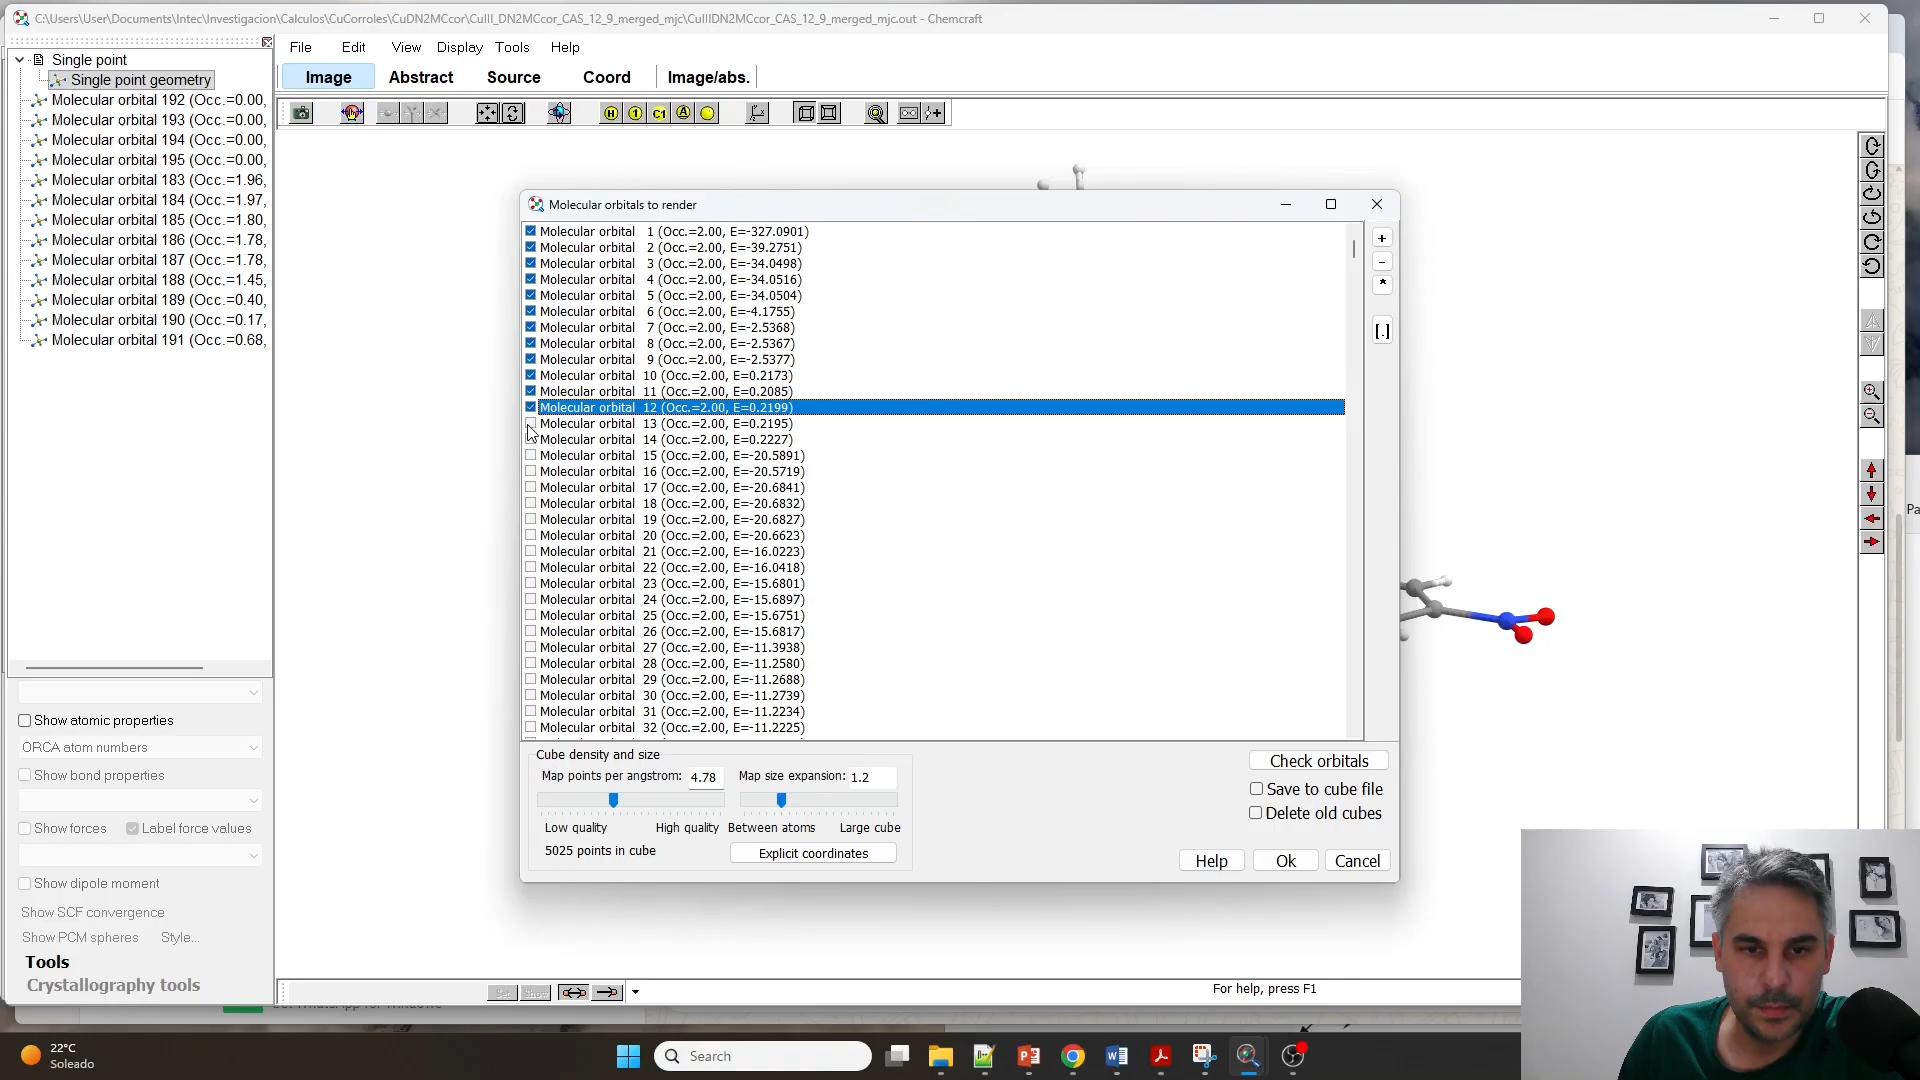 C:\Users\User\Documents\Intec\Investigacion\Calculos\CuCorroles\CuDN2MCcor\CuIII_DN2MCcor_CAS_12_9_merged_mjc\CuIIIDN2MCcor_CAS_12_9_merged_mjc.out - Chemcraft
File Edit View Display Tools Help
Image Abstract Source Coord Image/abs.
Single point
Single point geometry
Molecular orbital 192 (Occ.=0.00,
Molecular orbital 193 (Occ.=0.00,
Molecular orbital 194 (Occ.=0.00,
Molecular orbital 195 (Occ.=0.00,
Molecular orbital 183 (Occ.=1.96,
Molecular orbital 184 (Occ.=1.97,
Molecular orbital 185 (Occ.=1.80,
Molecular orbital 186 (Occ.=1.78,
Molecular orbital 187 (Occ.=1.78,
Molecular orbital 188 (Occ.=1.45,
Molecular orbital 189 (Occ.=0.40,
Molecular orbital 190 (Occ.=0.17,
Molecular orbital 191 (Occ.=0.68,
Show atomic properties
ORCA atom numbers
Show bond properties
Show forces Label force values
Show dipole moment
Show SCF convergence
Show PCM spheres Style...
Tools
Crystallography tools
H 1 C1 A
Molecular orbitals to render
Molecular orbital 1 (Occ.=2.00, E=-327.0901)
Molecular orbital 2 (Occ.=2.00, E=-39.2751)
Molecular orbital 3 (Occ.=2.00, E=-34.0498)
Molecular orbital 4 (Occ.=2.00, E=-34.0516)
Molecular orbital 5 (Occ.=2.00, E=-34.0504)
Molecular orbital 6 (Occ.=2.00, E=-4.1755)
Molecular orbital 7 (Occ.=2.00, E=-2.5368)
Molecular orbital 8 (Occ.=2.00, E=-2.5367)
Molecular orbital 9 (Occ.=2.00, E=-2.5377)
Molecular orbital 10 (Occ.=2.00, E=0.2173)
Molecular orbital 11 (Occ.=2.00, E=0.2085)
Molecular orbital 12 (Occ.=2.00, E=0.2199)
Molecular orbital 13 (Occ.=2.00, E=0.2195)
Molecular orbital 14 (Occ.=2.00, E=0.2227)
Molecular orbital 15 (Occ.=2.00, E=-20.5891)
Molecular orbital 16 (Occ.=2.00, E=-20.5719)
Molecular orbital 17 (Occ.=2.00, E=-20.6841)
Molecular orbital 18 (Occ.=2.00, E=-20.6832)
Molecular orbital 19 (Occ.=2.00, E=-20.6827)
Molecular orbital 20 (Occ.=2.00, E=-20.6623)
Molecular orbital 21 (Occ.=2.00, E=-16.0223)
Molecular orbital 22 (Occ.=2.00, E=-16.0418)
Molecular orbital 23 (Occ.=2.00, E=-15.6801)
Molecular orbital 24 (Occ.=2.00, E=-15.6897)
Molecular orbital 25 (Occ.=2.00, E=-15.6751)
Molecular orbital 26 (Occ.=2.00, E=-15.6817)
Molecular orbital 27 (Occ.=2.00, E=-11.3938)
Molecular orbital 28 (Occ.=2.00, E=-11.2580)
Molecular orbital 29 (Occ.=2.00, E=-11.2688)
Molecular orbital 30 (Occ.=2.00, E=-11.2739)
Molecular orbital 31 (Occ.=2.00, E=-11.2234)
Molecular orbital 32 (Occ.=2.00, E=-11.2225)
+
-
*
[.]
Cube density and size
Map points per angstrom: 4.78 Map size expansion: 1.2
Low quality High quality Between atoms Large cube
5025 points in cube Explicit coordinates
Check orbitals
Save to cube file
Delete old cubes
Help Ok Cancel
For help, press F1
Pa
22°C
Soleado
Search